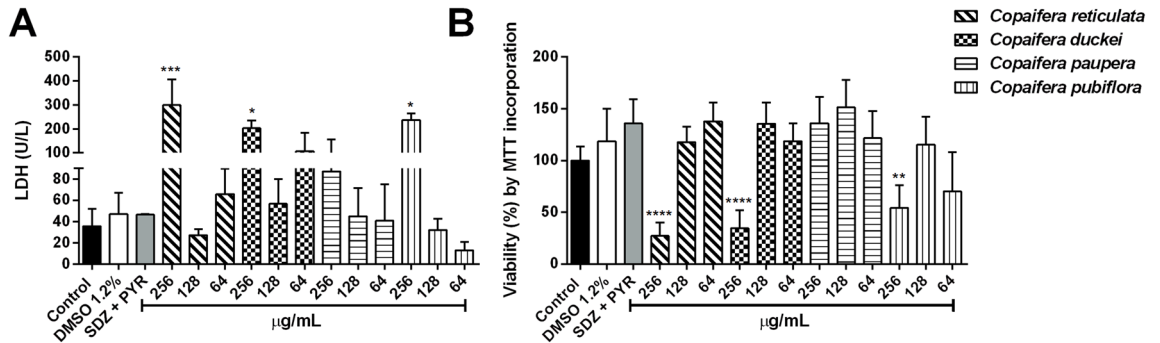 A
LDH (U/L)
500
400
300
200
100
80
60
40
20
0
***
*
*
Control
DMSO 1.2%
SDZ + PYR
256
128
64
256
128
64
256
128
64
256
128
64
μg/mL
B
Viability (%) by MTT incorporation
200
150
100
50
0
****
****
**
Control
DMSO 1.2%
SDZ + PYR
256
128
64
256
128
64
256
128
64
256
128
64
μg/mL
Copaifera reticulata
Copaifera duckei
Copaifera paupera
Copaifera pubiflora